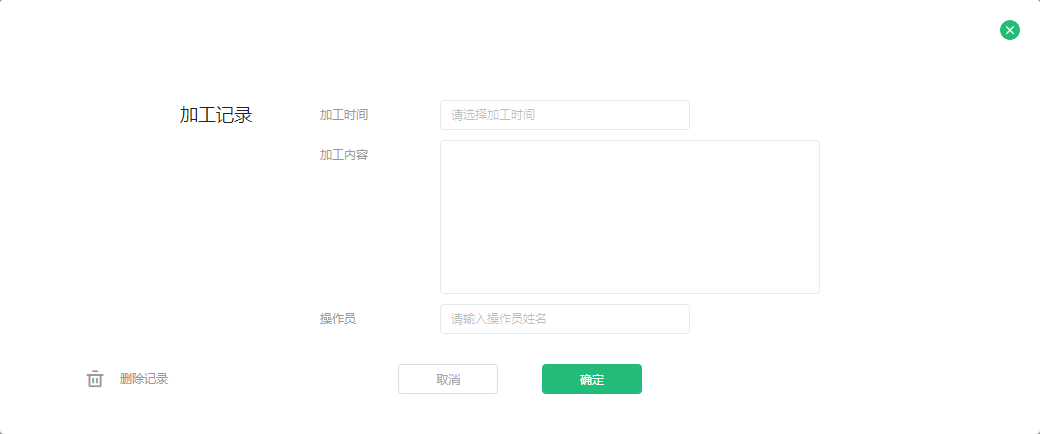 加工记录
加工时间
请选择加工时间
加工内容
操作员
请输入操作员姓名
删除记录
取消
确定